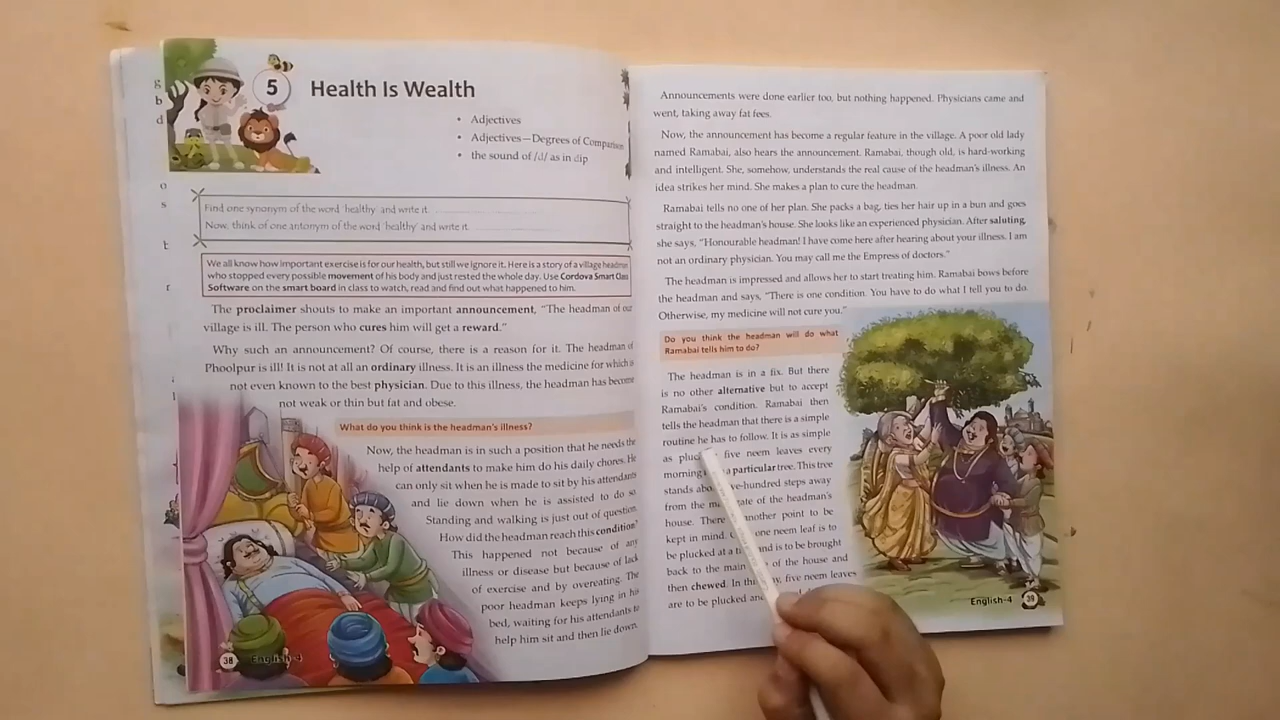 g
b
d
o
s
t
r
5
Health Is Wealth
• Adjectives
• Adjectives—Degrees of Comparison
• the sound of /d/ as in dip
Find one synonym of the word 'healthy' and write it.
Now, think of one antonym of the word 'healthy' and write it.
We all know how important exercise is for our health, but still we ignore it. Here is a story of a village headman
who stopped every possible movement of his body and just rested the whole day. Use Cordova Smart Class
Software on the smart board in class to watch, read and find out what happened to him.
The proclaimer shouts to make an important announcement, "The headman of our
village is ill. The person who cures him will get a reward."
Why such an announcement? Of course, there is a reason for it. The headman of
Phoolpur is ill! It is not at all an ordinary illness. It is an illness the medicine for which is
not even known to the best physician. Due to this illness, the headman has become
not weak or thin but fat and obese.
What do you think is the headman's illness?
Now, the headman is in such a position that he needs the
help of attendants to make him do his daily chores. He
can only sit when he is made to sit by his attendants
and lie down when he is assisted to do so.
Standing and walking is just out of question.
How did the headman reach this condition?
This happened not because of any
illness or disease but because of lack
of exercise and by overeating. The
poor headman keeps lying in his
bed, waiting for his attendants to
help him sit and then lie down.
38 English-4
Announcements were done earlier too, but nothing happened. Physicians came and
went, taking away fat fees.
Now, the announcement has become a regular feature in the village. A poor old lady
named Ramabai, also hears the announcement. Ramabai, though old, is hard-working
and intelligent. She, somehow, understands the real cause of the headman's illness. An
idea strikes her mind. She makes a plan to cure the headman.
Ramabai tells no one of her plan. She packs a bag, ties her hair up in a bun and goes
straight to the headman's house. She looks like an experienced physician. After saluting,
she says, "Honourable headman! I have come here after hearing about your illness. I am
not an ordinary physician. You may call me the Empress of doctors."
The headman is impressed and allows her to start treating him. Ramabai bows before
the headman and says, "There is one condition. You have to do what I tell you to do.
Otherwise, my medicine will not cure you."
Do you think the headman will do what
Ramabai tells him to do?
The headman is in a fix. But there
is no other alternative but to accept
Ramabai's condition. Ramabai then
tells the headman that there is a simple
routine he has to follow. It is as simple
as five neem leaves every
morning a particular tree. This tree
stands steps away
from the of the headman's
house. There another point to be
kept in mind. one neem leaf is to
be plucked at a and is to be brought
back to the main of the house and
then chewed. In five neem leaves
are to be plucked
English-4 39